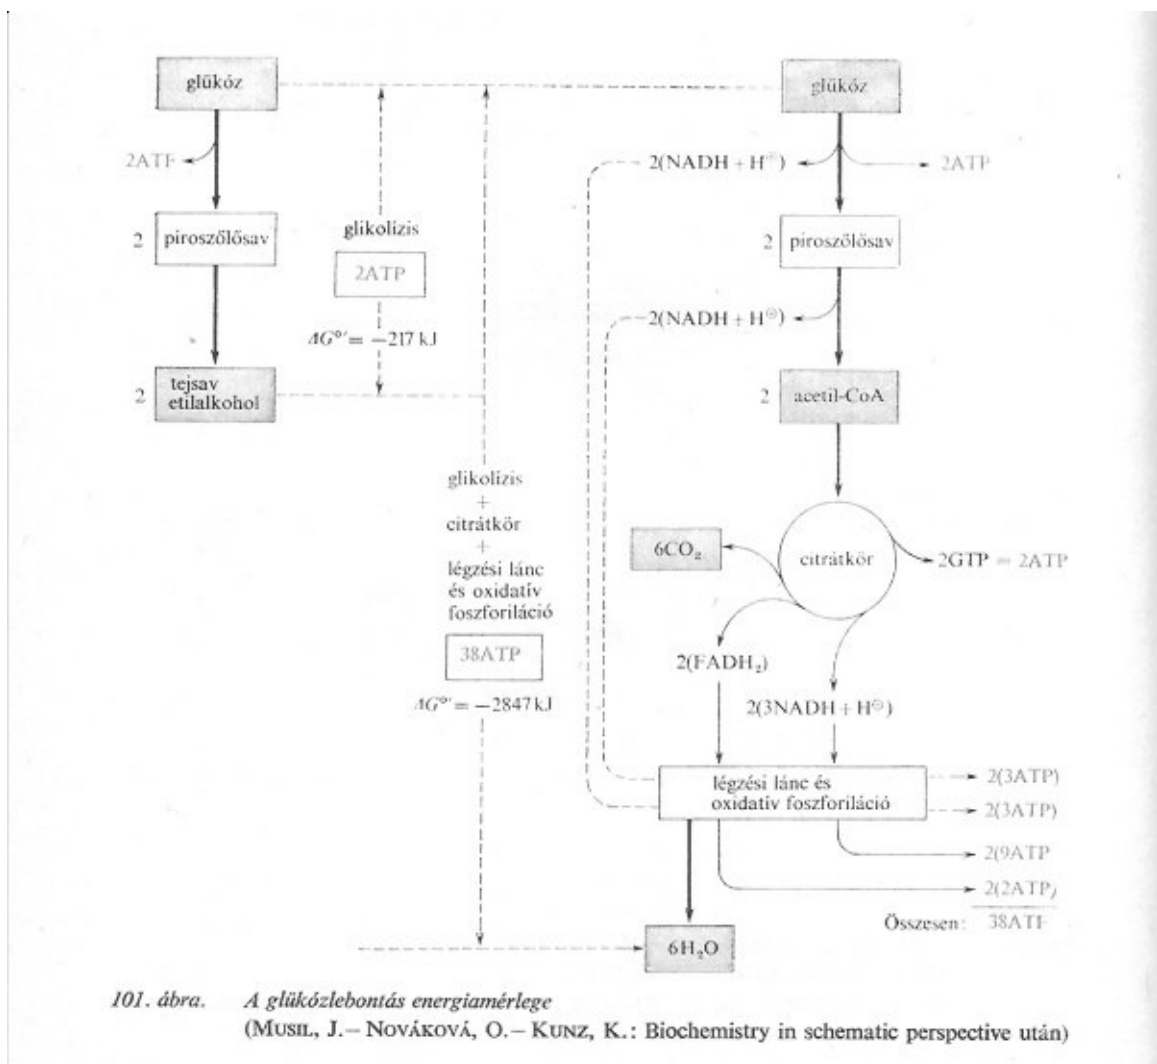 glükóz
2ATP
2 piroszőlősav
2 tejsav
etilalkohol
glikolízis
2ATP
ΔG°′ = −217 kJ
glikolízis
+
citrátkör
+
légzési lánc
és oxidatív
foszforiláció
38ATP
ΔG°′ = −2847 kJ
glükóz
2(NADH + H⊕)
2ATP
2 piroszőlősav
2(NADH + H⊕)
2 acetil-CoA
citrátkör
6CO₂
2GTP = 2ATP
2(FADH₂)
2(3NADH + H⊕)
légzési lánc és
oxidatív foszforiláció
2(3ATP)
2(3ATP)
2(9ATP
2(2ATP)
Összesen: 38ATP
6H₂O
101. ábra. A glükózlebontás energiamérlege
(MUSIL, J.– NOVÁKOVÁ, O.– KUNZ, K.: Biochemistry in schematic perspective után)